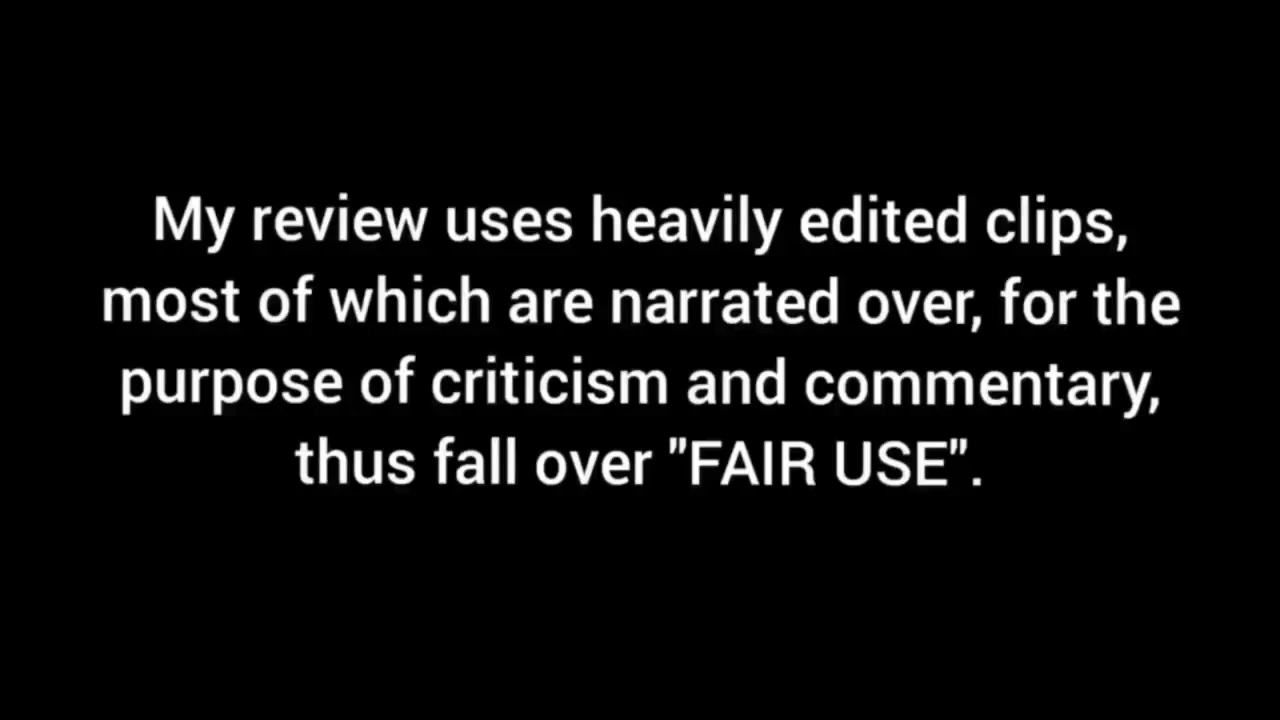 My review uses heavily edited clips,
most of which are narrated over, for the
purpose of criticism and commentary,
thus fall over "FAIR USE".